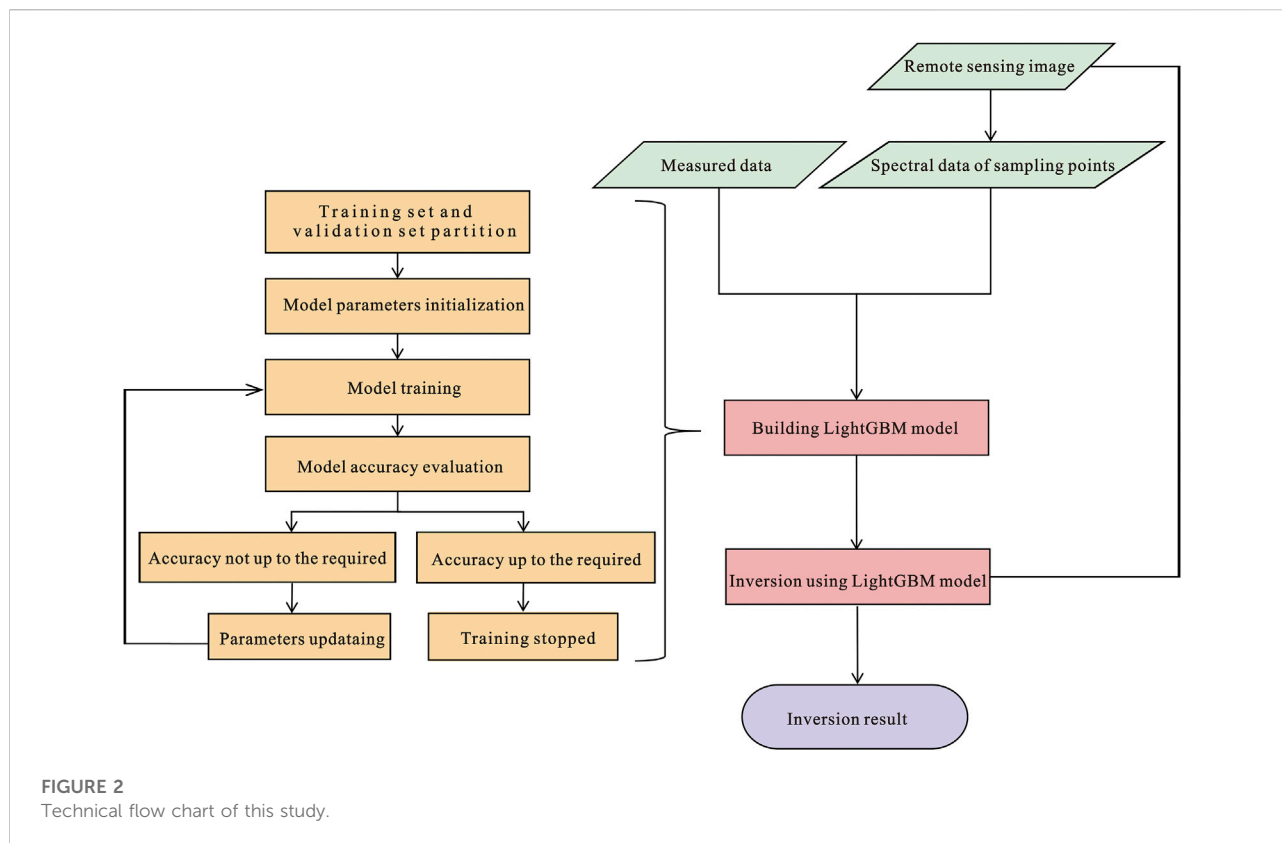 Remote sensing image
Measured data
Spectral data of sampling points
Training set and
validation set partition
Model parameters initialization
Model training
Model accuracy evaluation
Accuracy not up to the required
Accuracy up to the required
Parameters updataing
Training stopped
Building LightGBM model
Inversion using LightGBM model
Inversion result
FIGURE 2
Technical flow chart of this study.